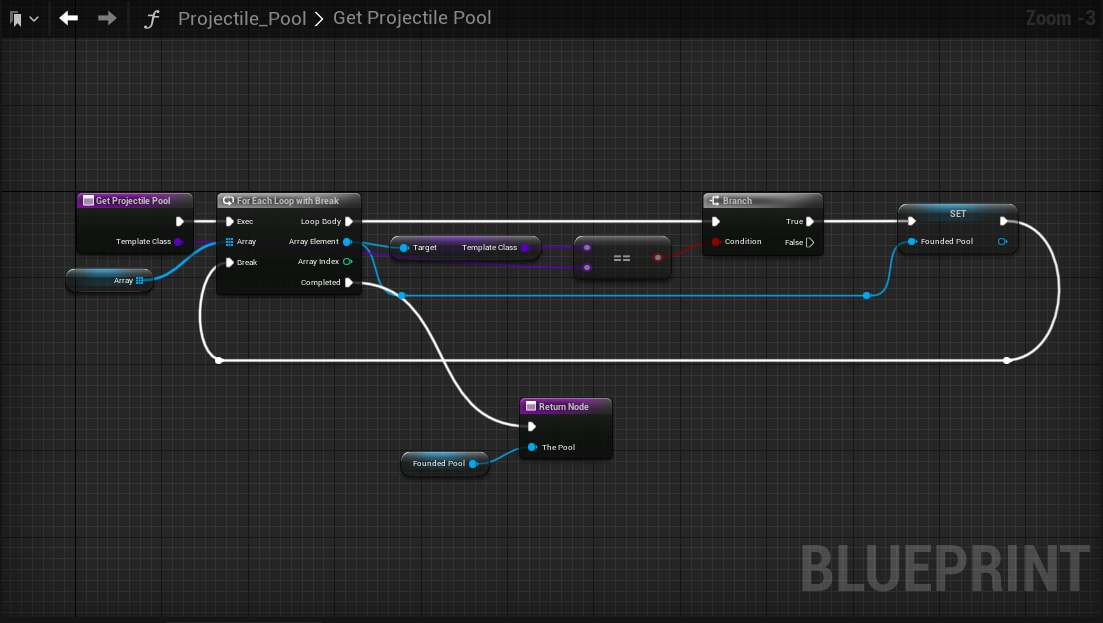 Projectile_Pool > Get Projectile Pool
Zoom -3
Get Projectile Pool
For Each Loop with Break
Branch
SET
Exec
Loop Body
True
Template Class
Array
Array Element
Target
Template Class
==
Condition
False
Founded Pool
Break
Array Index
Array
Completed
Return Node
The Pool
Founded Pool
BLUEPRINT